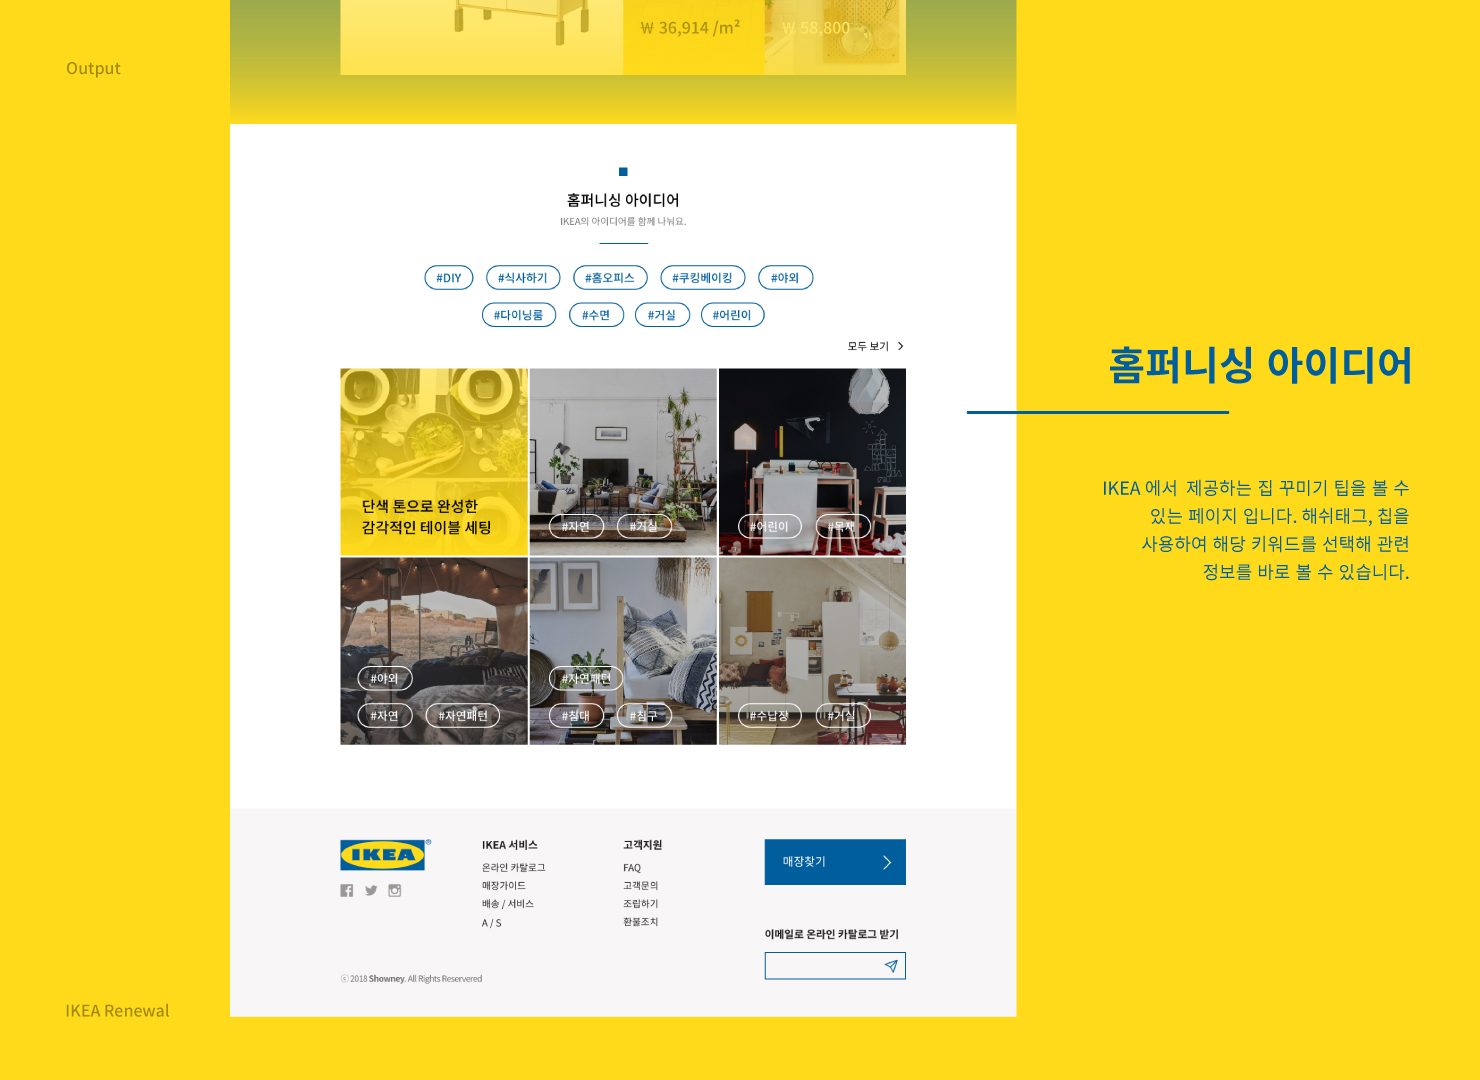 Output
₩ 36,914 /m²
₩ 58,800
홈퍼니싱 아이디어
IKEA의 아이디어를 함께 나눠요.
#DIY
#식사하기
#홈오피스
#쿠킹베이킹
#야외
#다이닝룸
#수면
#거실
#어린이
모두 보기
단색 톤으로 완성한
감각적인 테이블 세팅
#자연
#거실
#어린이
#목재
#야외
#자연
#자연패턴
#자연패턴
#침대
#침구
#수납장
#거실
홈퍼니싱 아이디어
IKEA 에서 제공하는 집 꾸미기 팁을 볼 수
있는 페이지 입니다. 해쉬태그, 칩을
사용하여 해당 키워드를 선택해 관련
정보를 바로 볼 수 있습니다.
IKEA
IKEA 서비스
온라인 카탈로그
매장가이드
배송 / 서비스
A / S
고객지원
FAQ
고객문의
조립하기
환불조치
매장찾기
이메일로 온라인 카탈로그 받기
ⓒ 2018 Showney. All Rights Reservered
IKEA Renewal